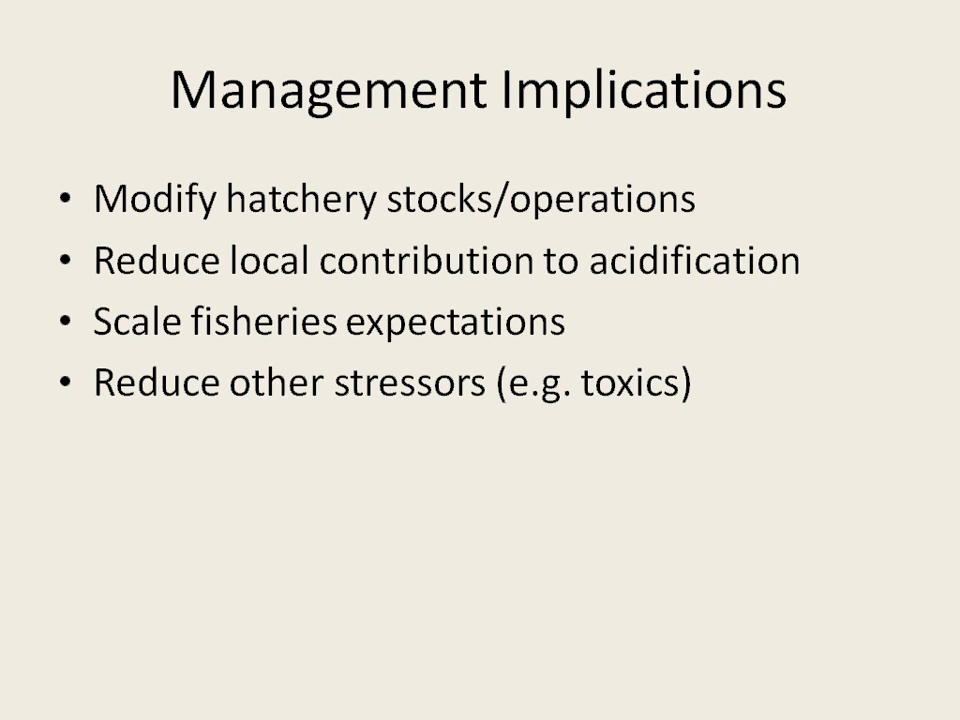 Management Implications
• Modify hatchery stocks/operations
• Reduce local contribution to acidification
• Scale fisheries expectations
• Reduce other stressors (e.g. toxics)